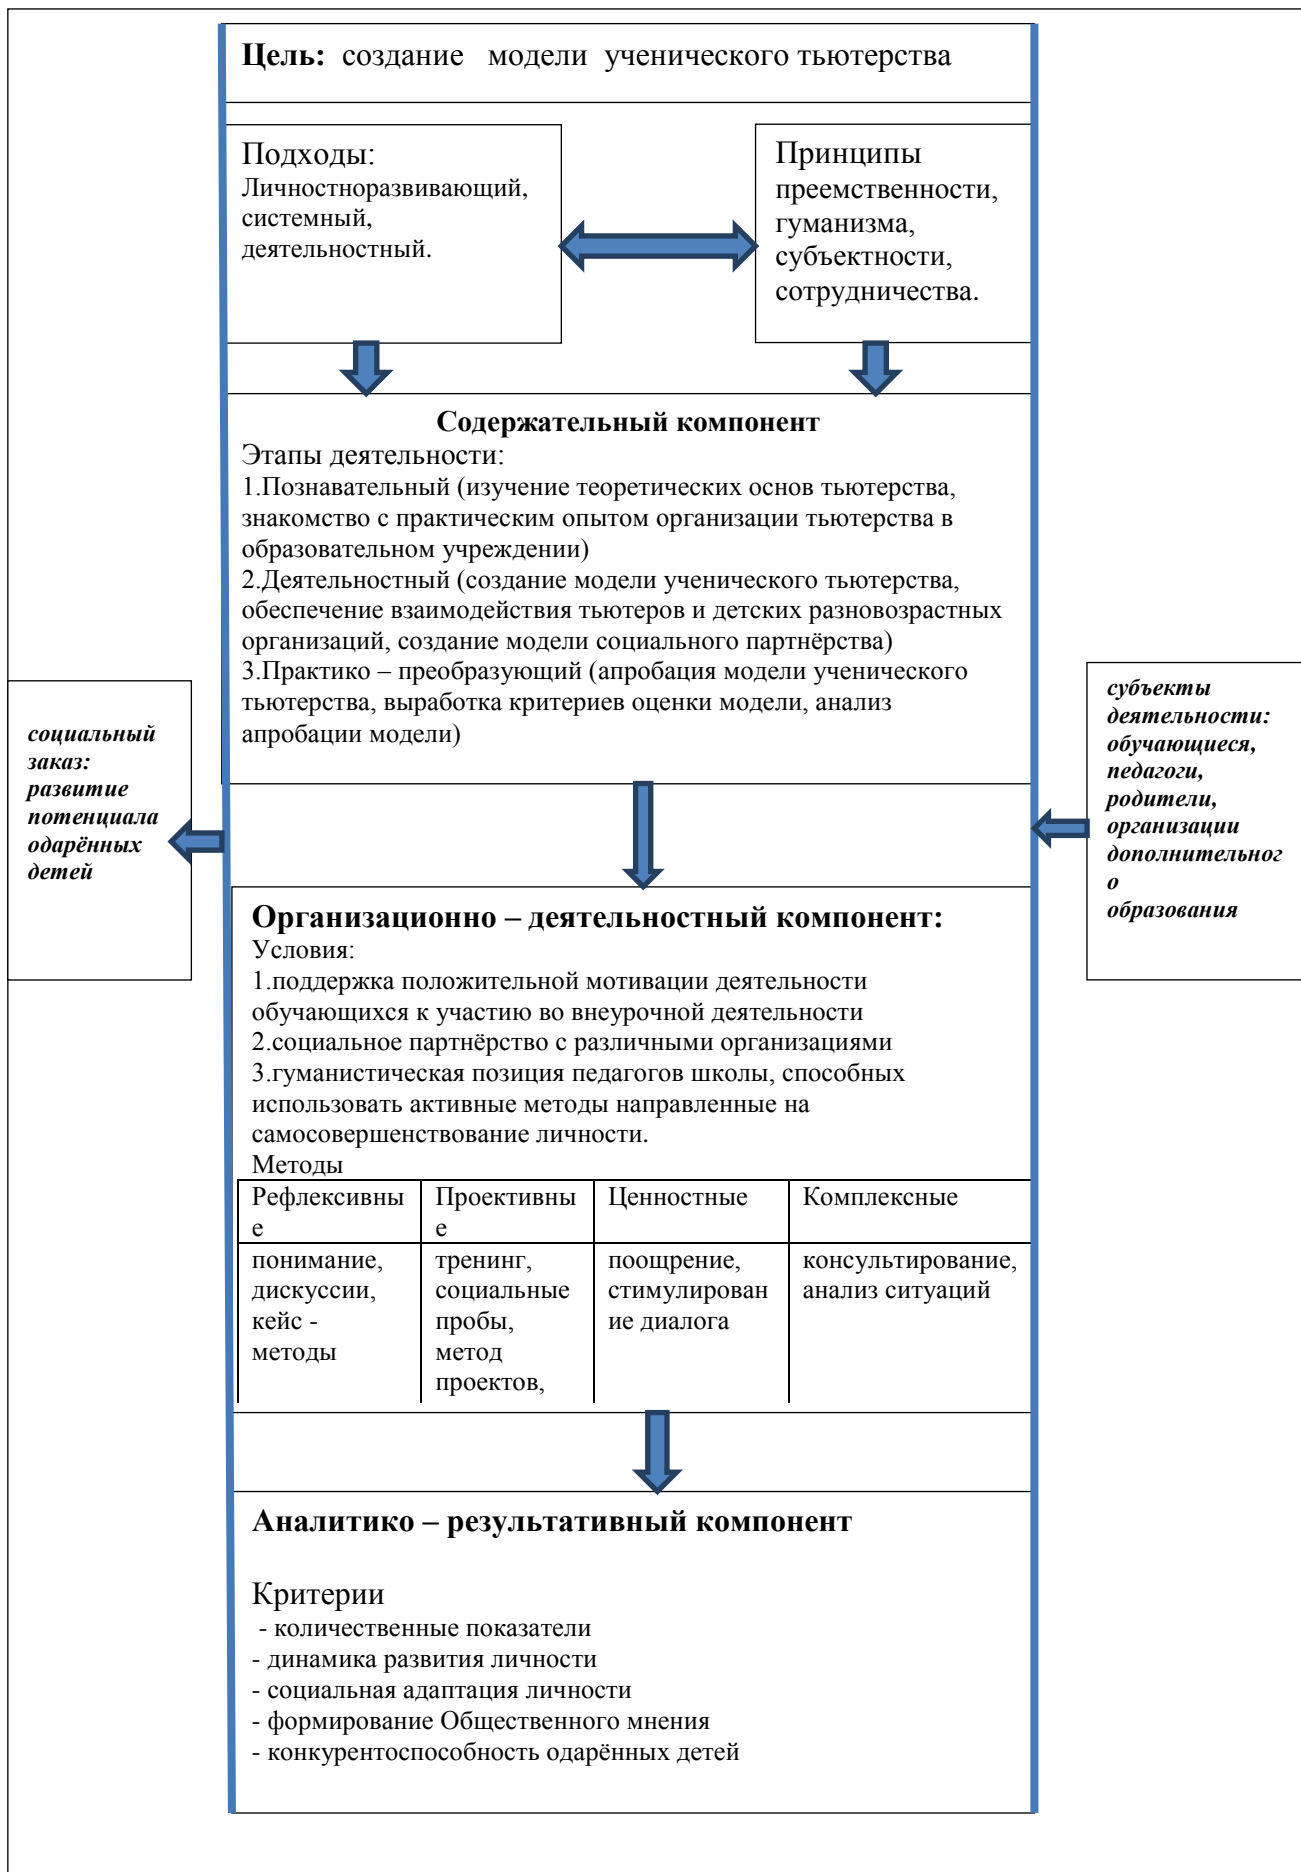 Цель: создание модели ученического тьютерства
Подходы:
Личностноразвивающий,
системный,
деятельностный.
Принципы
преемственности,
гуманизма,
субъектности,
сотрудничества.
Содержательный компонент
Этапы деятельности:
1.Познавательный (изучение теоретических основ тьютерства,
знакомство с практическим опытом организации тьютерства в
образовательном учреждении)
2.Деятельностный (создание модели ученического тьютерства,
обеспечение взаимодействия тьютеров и детских разновозрастных
организаций, создание модели социального партнёрства)
3.Практико – преобразующий (апробация модели ученического
тьютерства, выработка критериев оценки модели, анализ
апробации модели)
социальный
заказ:
развитие
потенциала
одарённых
детей
субъекты
деятельности:
обучающиеся,
педагоги,
родители,
организации
дополнительног
о
образования
Организационно – деятельностный компонент:
Условия:
1.поддержка положительной мотивации деятельности
обучающихся к участию во внеурочной деятельности
2.социальное партнёрство с различными организациями
3.гуманистическая позиция педагогов школы, способных
использовать активные методы направленные на
самосовершенствование личности.
Методы
Рефлексивны
е
Проективны
е
Ценностные
Комплексные
понимание,
дискуссии,
кейс -
методы
тренинг,
социальные
пробы,
метод
проектов,
поощрение,
стимулирован
ие диалога
консультирование,
анализ ситуаций
Аналитико – результативный компонент
Критерии
- количественные показатели
- динамика развития личности
- социальная адаптация личности
- формирование Общественного мнения
- конкурентоспособность одарённых детей